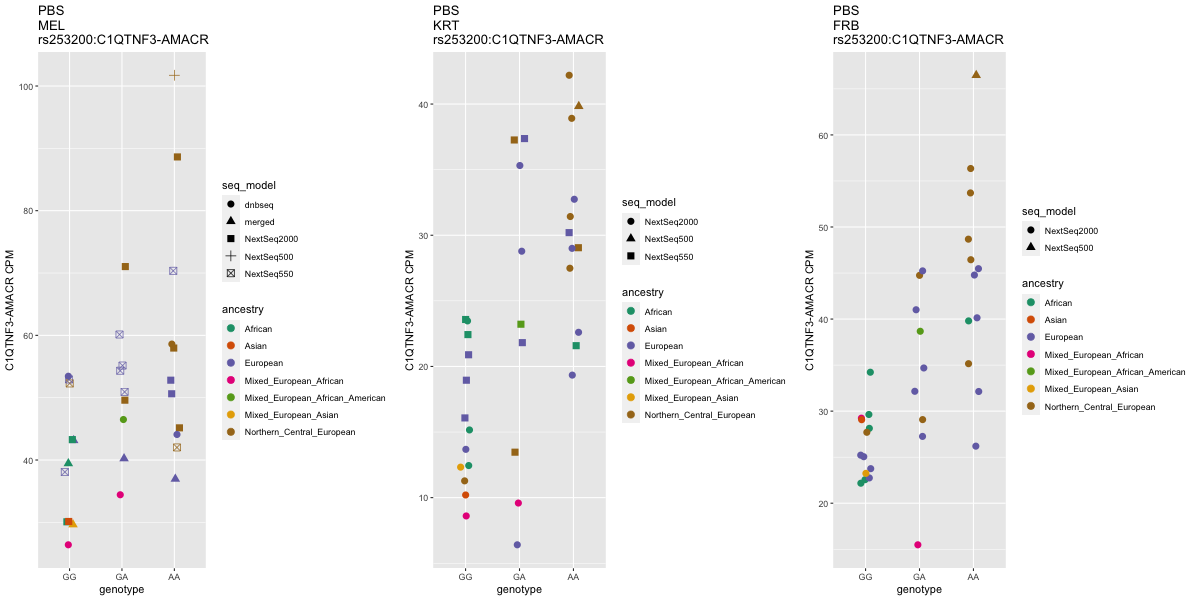 PBS
MEL
rs253200:C1QTNF3-AMACR
C1QTNF3-AMACR CPM
100
80
60
40
GG
GA
AA
genotype
seq_model
dnbseq
merged
NextSeq2000
NextSeq500
NextSeq550
ancestry
African
Asian
European
Mixed_European_African
Mixed_European_African_American
Mixed_European_Asian
Northern_Central_European
PBS
KRT
rs253200:C1QTNF3-AMACR
C1QTNF3-AMACR CPM
40
30
20
10
GG
GA
AA
genotype
seq_model
NextSeq2000
NextSeq500
NextSeq550
ancestry
African
Asian
European
Mixed_European_African
Mixed_European_African_American
Mixed_European_Asian
Northern_Central_European
PBS
FRB
rs253200:C1QTNF3-AMACR
C1QTNF3-AMACR CPM
60
50
40
30
20
GG
GA
AA
genotype
seq_model
NextSeq2000
NextSeq500
ancestry
African
Asian
European
Mixed_European_African
Mixed_European_African_American
Mixed_European_Asian
Northern_Central_European